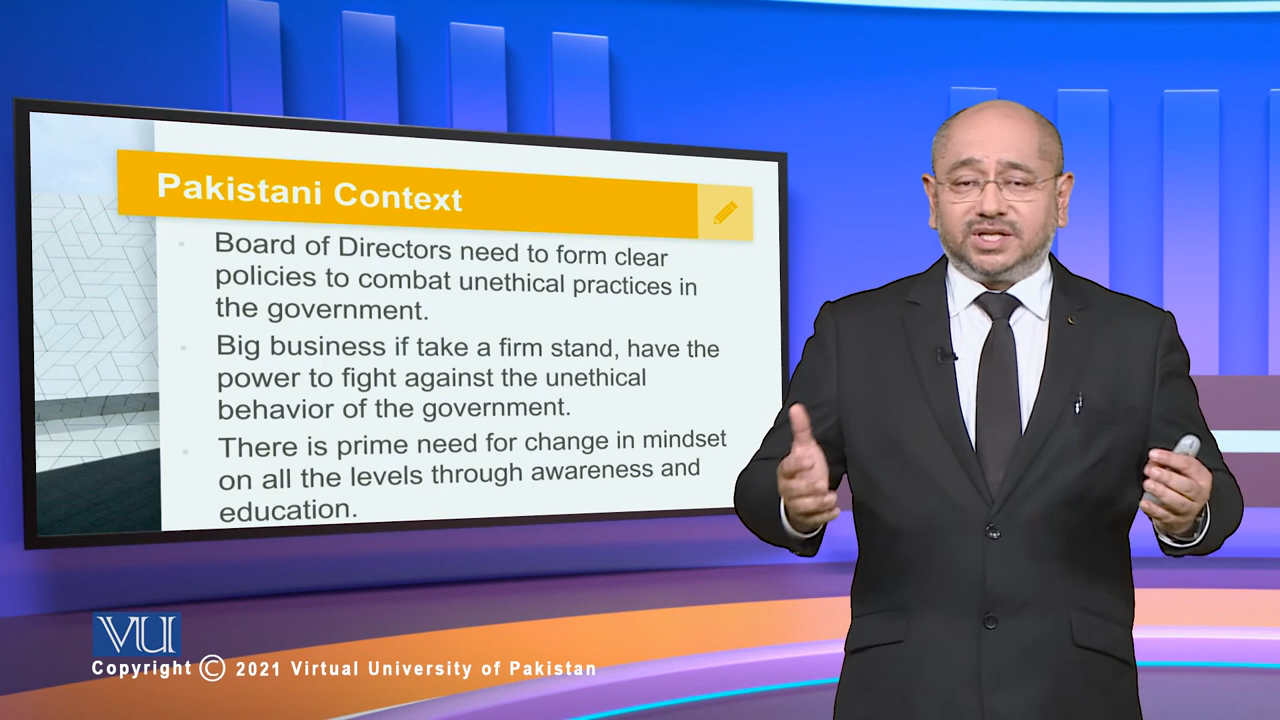 Pakistani Context
Board of Directors need to form clear
policies to combat unethical practices in
the government.
Big business if take a firm stand, have the
power to fight against the unethical
behavior of the government.
There is prime need for change in mindset
on all the levels through awareness and
education.
VU
Copyright © 2021 Virtual University of Pakistan